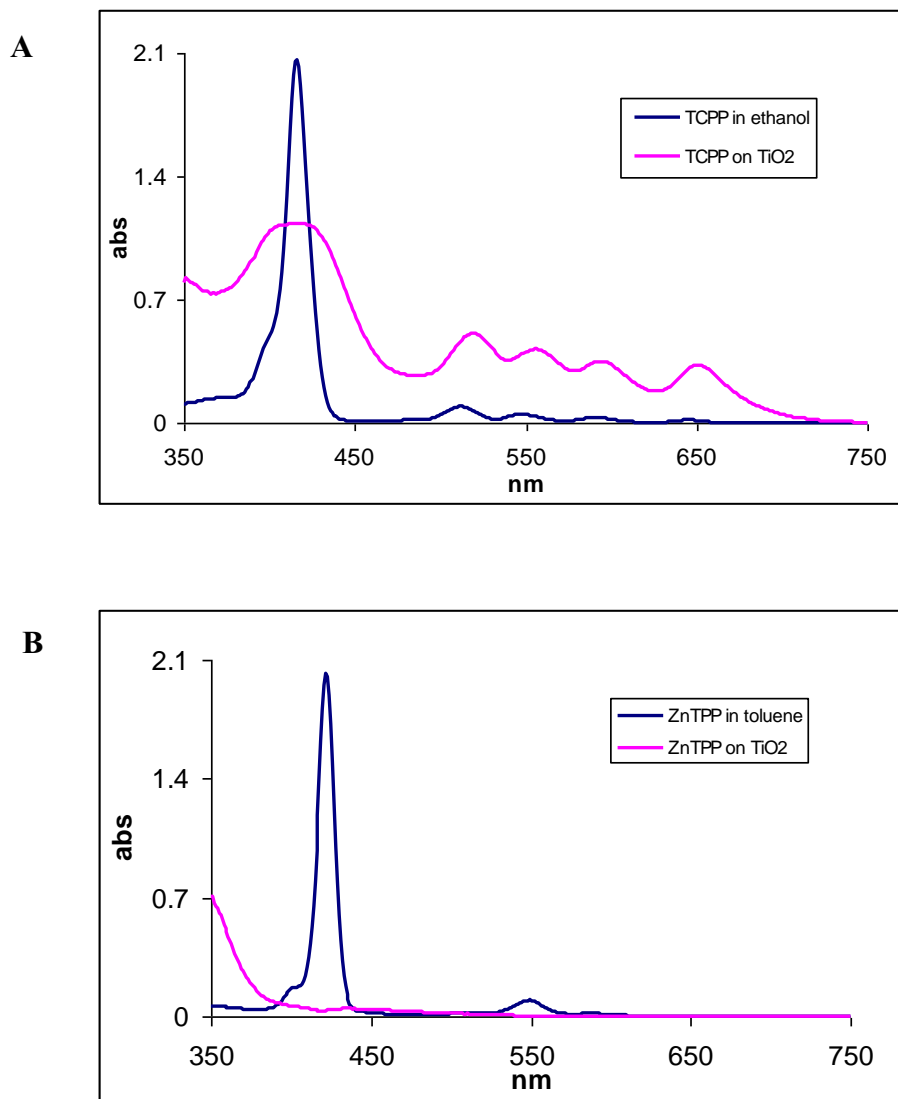 A
abs
2.1
1.4
0.7
0
TCPP in ethanol
TCPP on TiO2
350 450 550 650 750
nm
B
abs
2.1
1.4
0.7
0
ZnTPP in toluene
ZnTPP on TiO2
350 450 550 650 750
nm